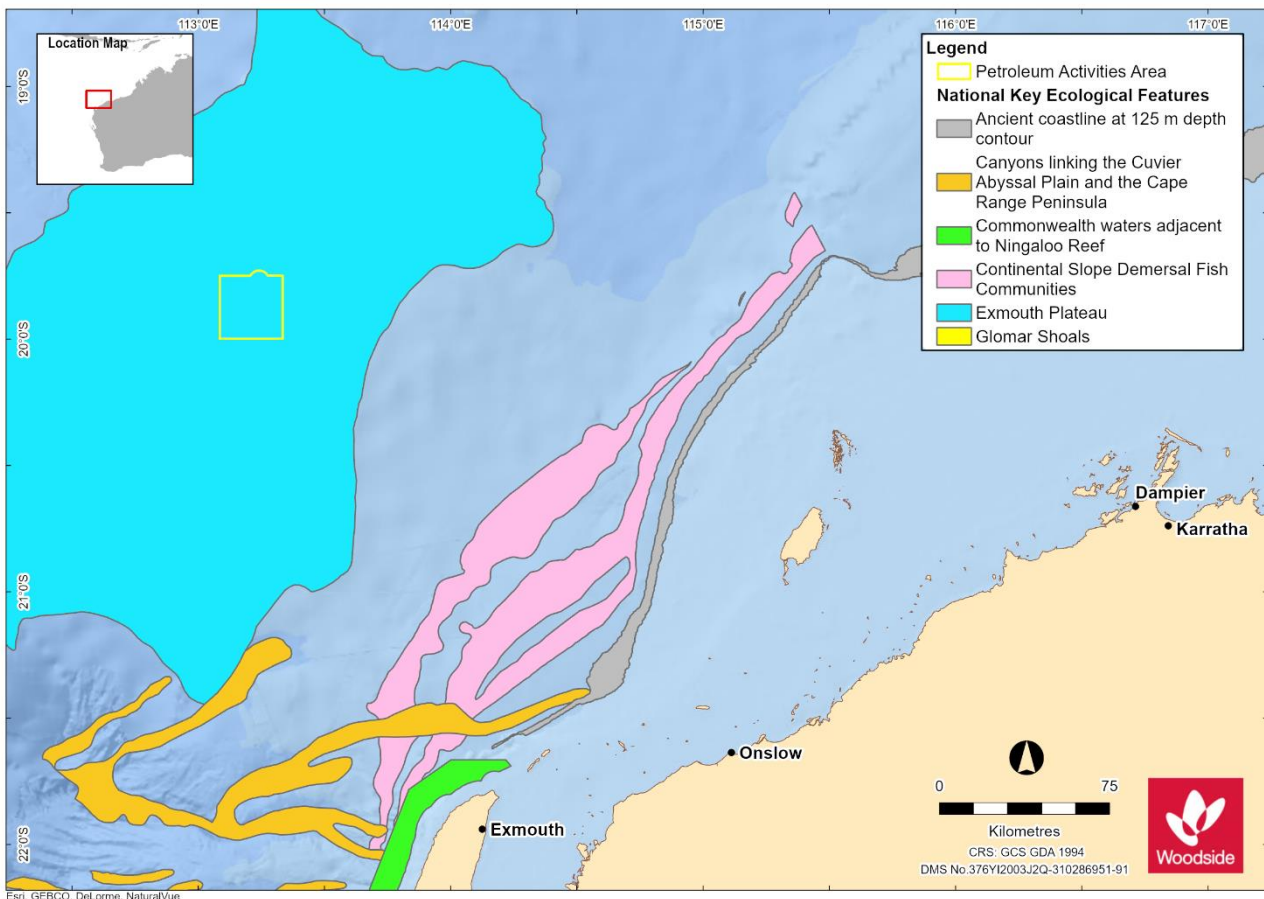 113°0'E
114°0'E
115°0'E
116°0'E
117°0'E
Location Map
19°0'S
20°0'S
21°0'S
22°0'S
Legend
Petroleum Activities Area
National Key Ecological Features
Ancient coastline at 125 m depth
contour
Canyons linking the Cuvier
Abyssal Plain and the Cape
Range Peninsula
Commonwealth waters adjacent
to Ningaloo Reef
Continental Slope Demersal Fish
Communities
Exmouth Plateau
Glomar Shoals
Dampier
Karratha
Onslow
Exmouth
0 75
Kilometres
CRS: GCS GDA 1994
DMS No.376YI2003J2Q-310286951-91
Woodside
Esri, GEBCO, DeLorme, NaturalVue